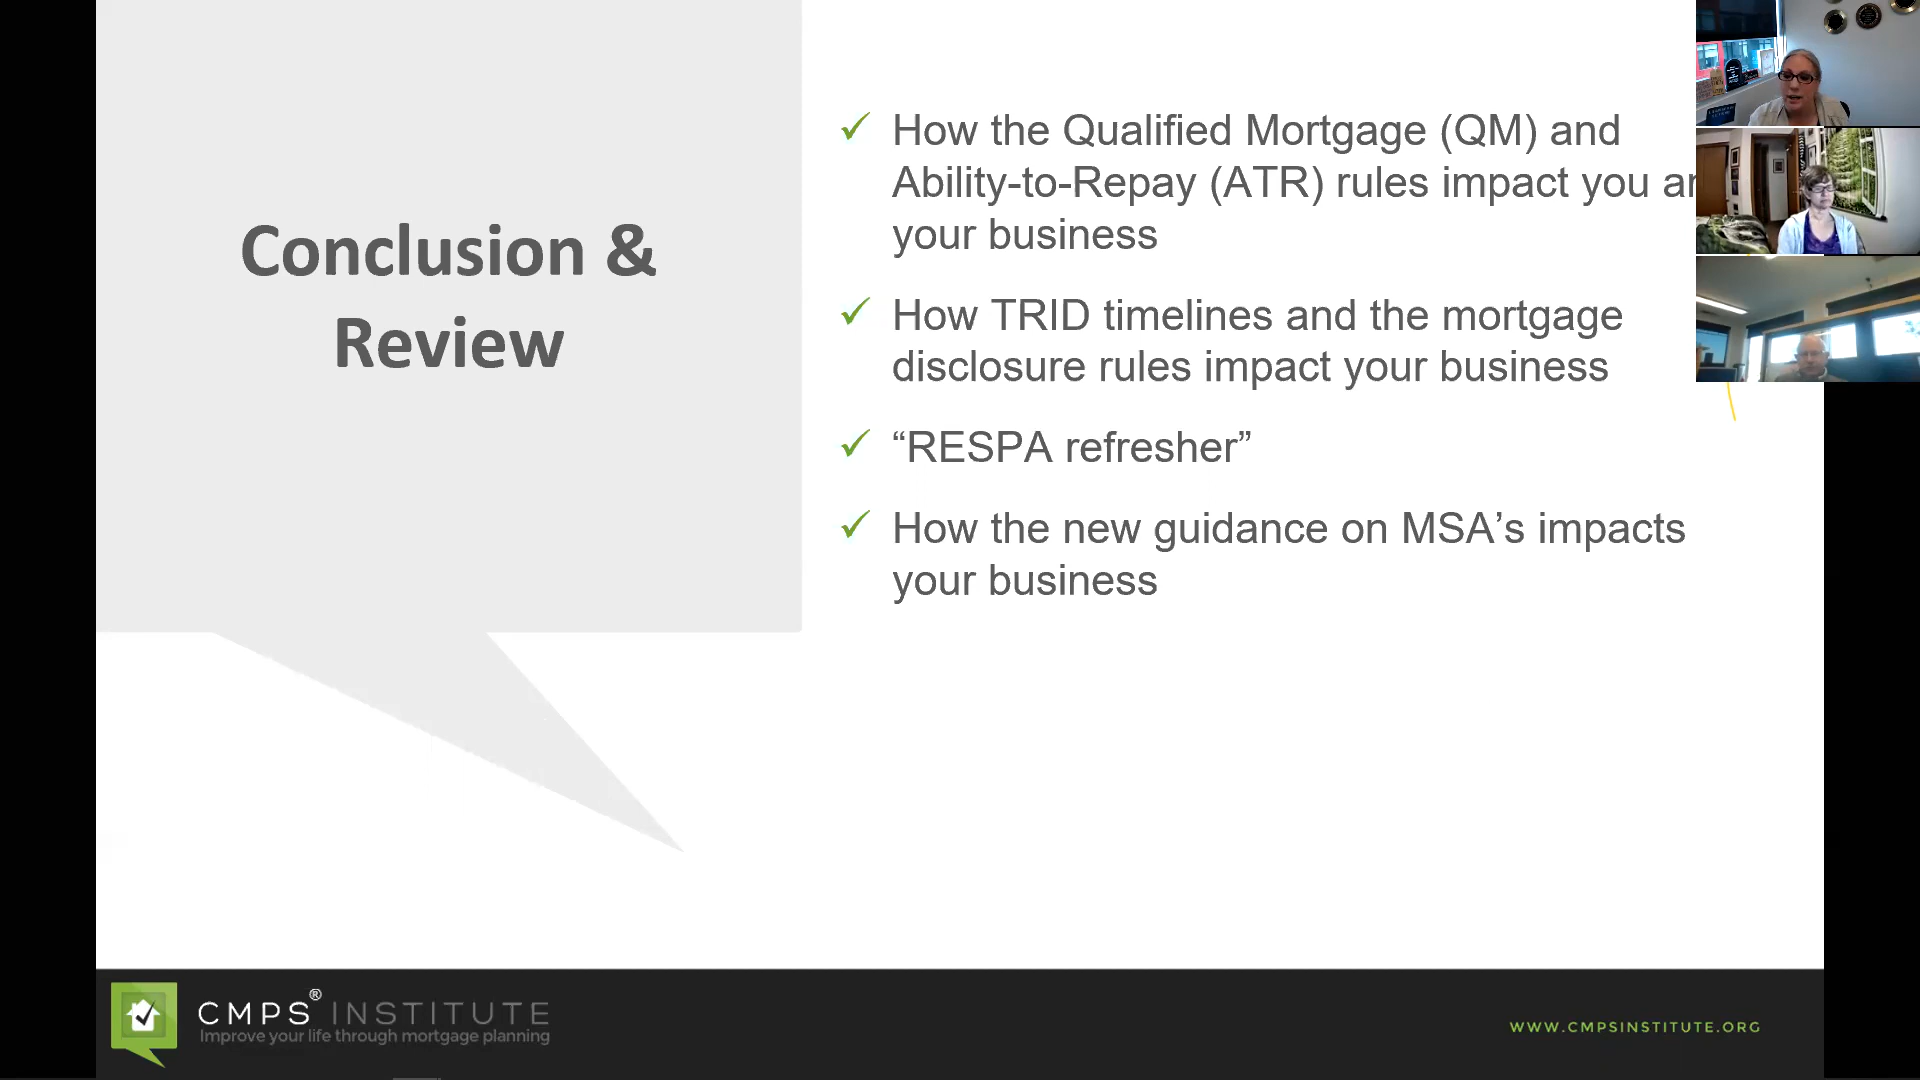 Conclusion &
Review
✓ How the Qualified Mortgage (QM) and
Ability-to-Repay (ATR) rules impact you ar
your business
✓ How TRID timelines and the mortgage
disclosure rules impact your business
✓ “RESPA refresher”
✓ How the new guidance on MSA’s impacts
your business
CMPS® INSTITUTE
Improve your life through mortgage planning
WWW.CMPSINSTITUTE.ORG